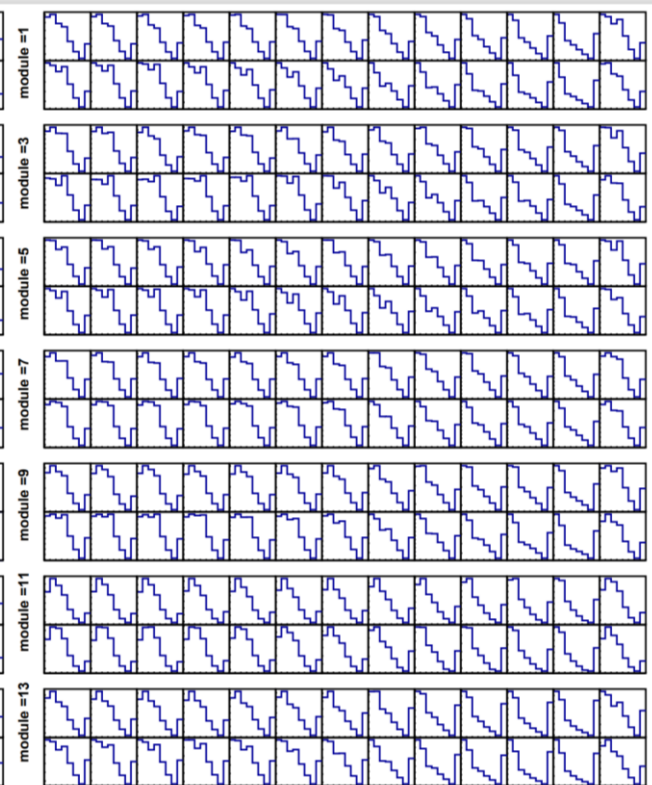 module =1
module =3
module =5
module =7
module =9
module =11
module =13